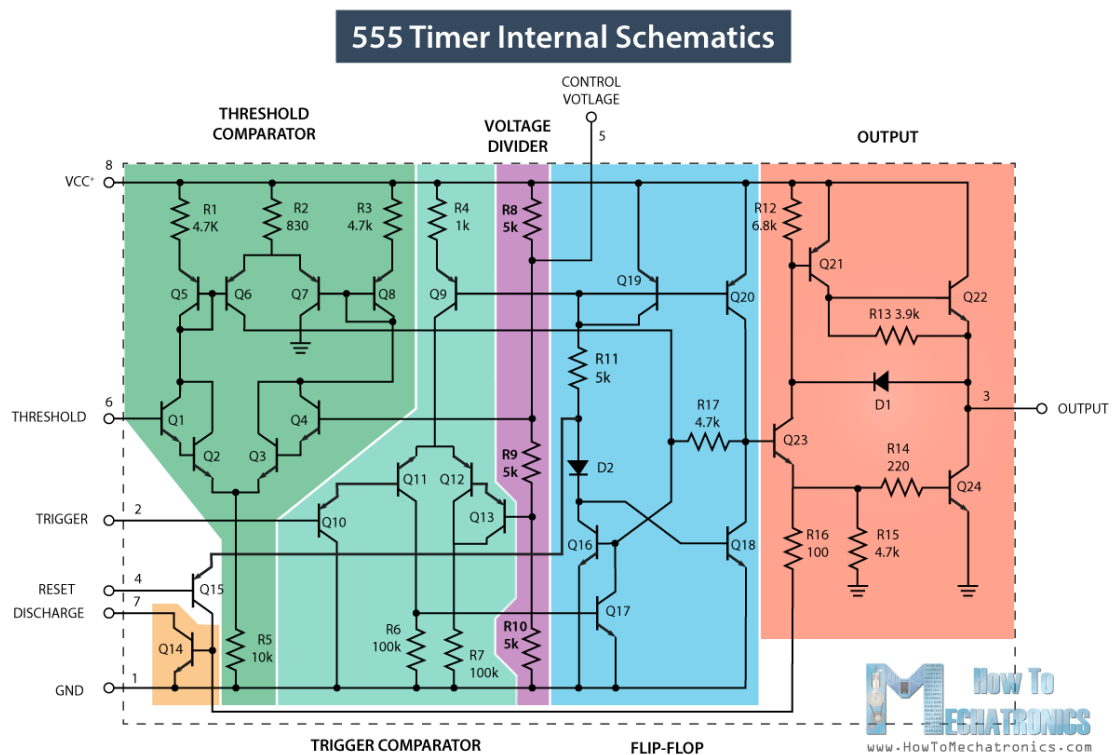 555 Timer Internal Schematics
CONTROL
VOTLAGE
5
THRESHOLD
COMPARATOR
VOLTAGE
DIVIDER
OUTPUT
8
VCC+
R1
4.7K
R2
830
R3
4.7k
R4
1k
R8
5k
R12
6.8k
Q5
Q6
Q7
Q8
Q9
Q19
Q20
Q21
Q22
R13 3.9k
R11
5k
D1
THRESHOLD
6
Q1
Q2
Q3
Q4
R17
4.7k
3
OUTPUT
Q23
R9
5k
D2
R14
220
Q24
Q11
Q12
Q13
TRIGGER
2
Q10
Q16
Q18
R16
100
R15
4.7k
RESET
4
Q15
DISCHARGE
7
Q17
Q14
R5
10k
R6
100k
R7
100k
R10
5k
GND
1
TRIGGER COMPARATOR
FLIP-FLOP
How To
MECHATRONICS
www.HowToMechatronics.com